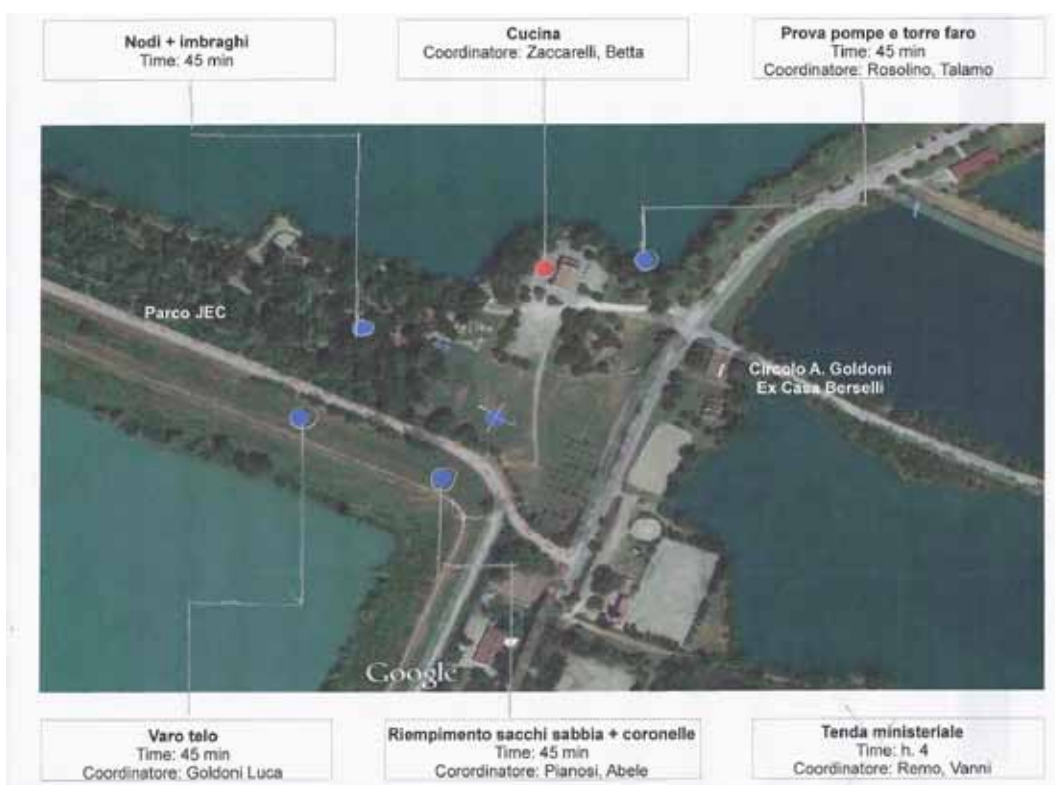 Nodi + imbraghi
Time: 45 min
Cucina
Coordinatore: Zaccarelli, Betta
Prova pompe e torre faro
Time: 45 min
Coordinatore: Rosolino, Talamo
Parco JEC
Circolo A. Goldoni
Ex Casa Berselli
Google
Varo telo
Time: 45 min
Coordinatore: Goldoni Luca
Riempimento sacchi sabbia + coronelle
Time: 45 min
Corordinatore: Pianosi, Abele
Tenda ministeriale
Time: h. 4
Coordinatore: Remo, Vanni